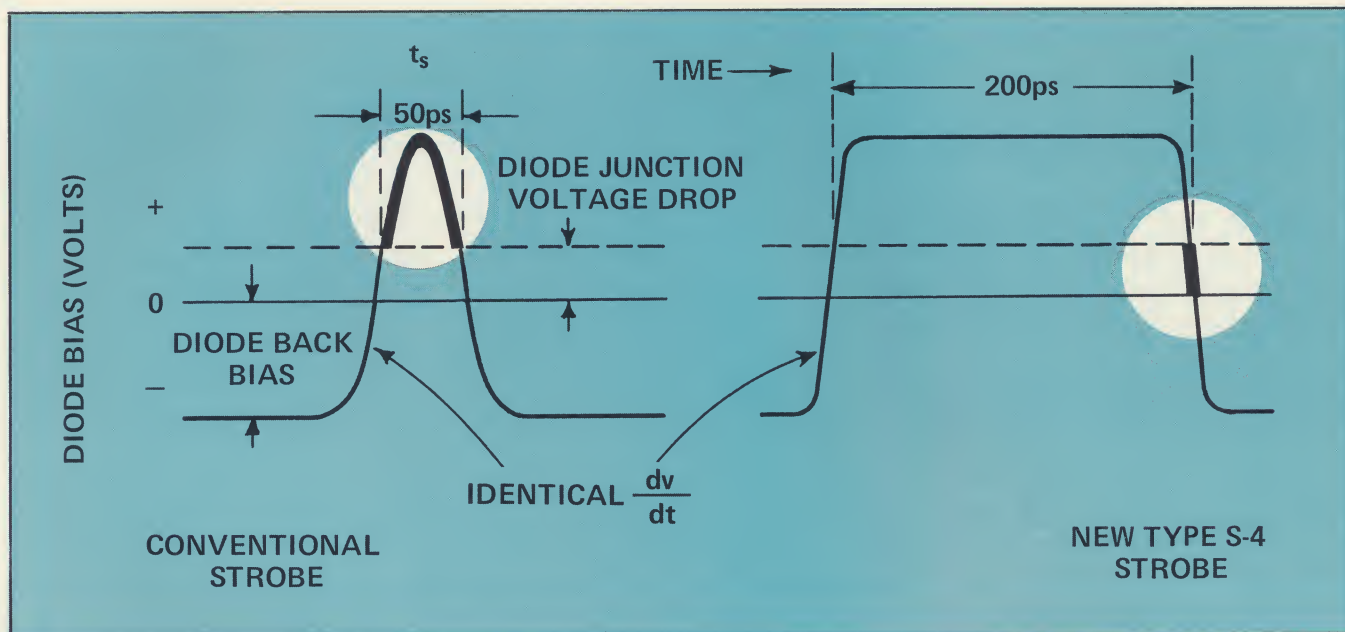 t_s
50ps
TIME
200ps
DIODE JUNCTION
VOLTAGE DROP
DIODE BIAS (VOLTS)
+
0
−
DIODE BACK
BIAS
IDENTICAL dv/dt
CONVENTIONAL
STROBE
NEW TYPE S-4
STROBE